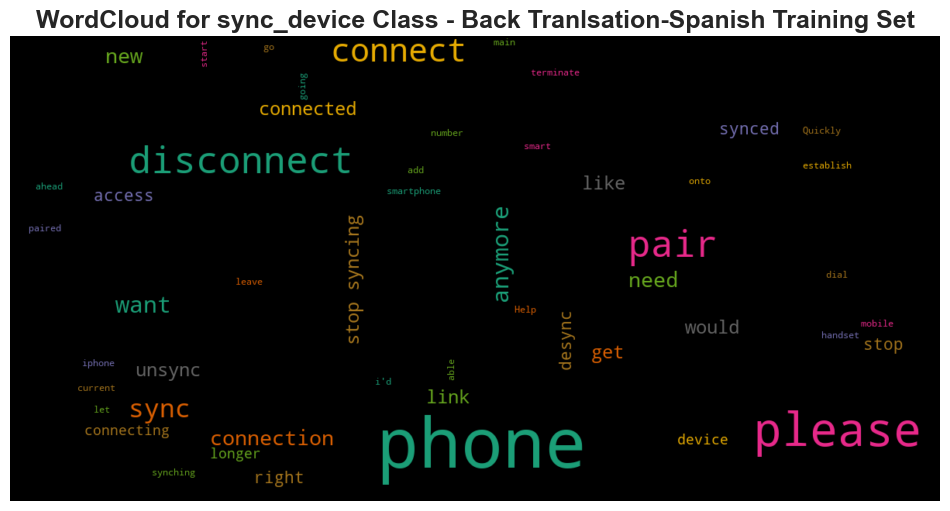 WordCloud for sync_device Class - Back Tranlsation-Spanish Training Set
connect
main
start
go
new
terminate
going
connected
synced
Quickly
number
smart
disconnect
establish
add
like
onto
ahead
access
smartphone
paired
stop syncing
anymore
pair
need
dial
leave
want
Help
would
mobile
handset
stop
desync
get
iphone
unsync
able
i'd
current
link
let
sync
connecting
connection
phone
please
device
longer
synching
right